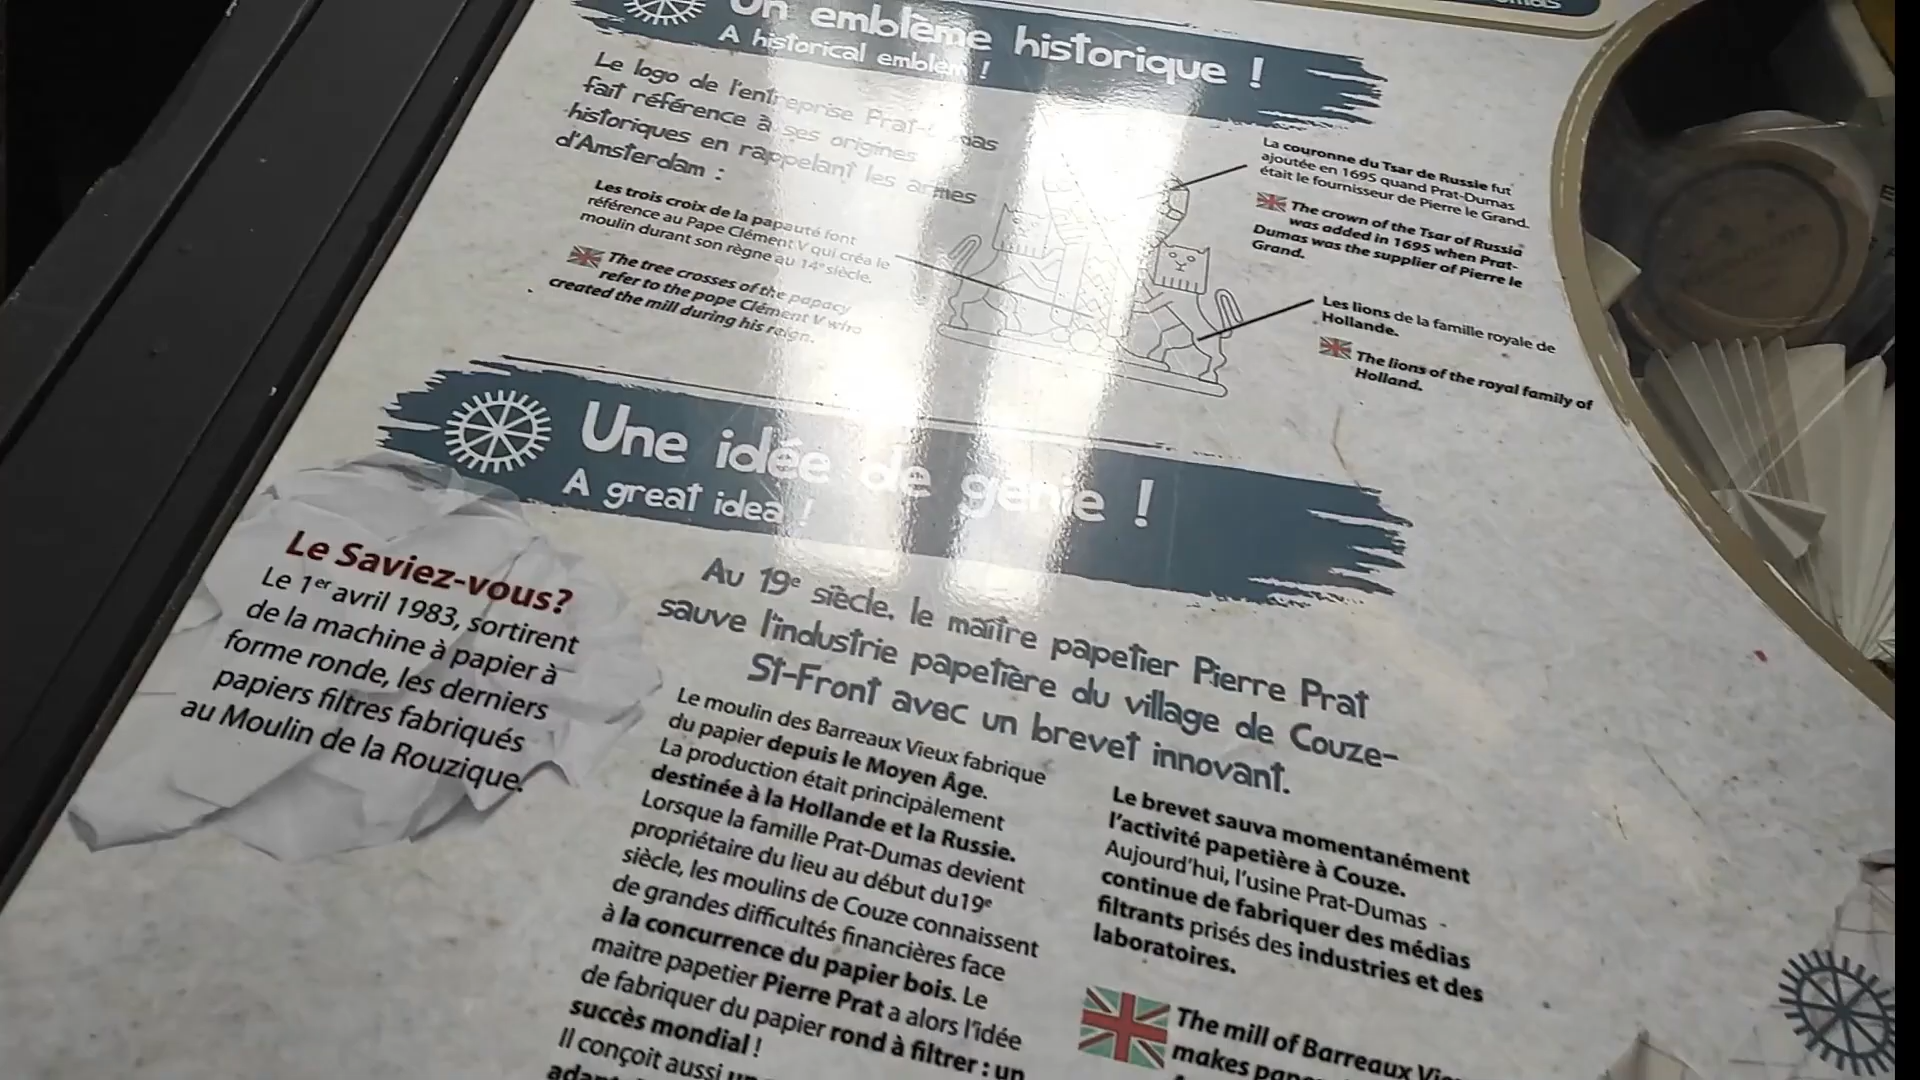 Un emblème historique !
A historical emblem !
Le logo de l'entreprise Prat-Dumas
fait référence à ses origines
historiques en rappelant les armes
d'Amsterdam :
Les trois croix de la papauté font
référence au Pape Clément V qui créa le
moulin durant son règne au 14e siècle.
The tree crosses of the papacy
refer to the pope Clément V who
created the mill during his reign.
La couronne du Tsar de Russie fut
ajoutée en 1695 quand Prat-Dumas
était le fournisseur de Pierre le Grand.
The crown of the Tsar of Russia
was added in 1695 when Prat-
Dumas was the supplier of Pierre le
Grand.
Les lions de la famille royale de
Hollande.
The lions of the royal family of
Holland.
Une idée de génie !
A great idea !
Le Saviez-vous?
Le 1er avril 1983, sortirent
de la machine à papier à
forme ronde, les derniers
papiers filtres fabriqués
au Moulin de la Rouzique.
Au 19e siècle, le maître papetier Pierre Prat
sauve l'industrie papetière du village de Couze-
St-Front avec un brevet innovant.
Le moulin des Barreaux Vieux fabrique
du papier depuis le Moyen Âge.
La production était principalement
destinée à la Hollande et la Russie.
Lorsque la famille Prat-Dumas devient
propriétaire du lieu au début du19e
siècle, les moulins de Couze connaissent
de grandes difficultés financières face
à la concurrence du papier bois. Le
maître papetier Pierre Prat a alors l'idée
de fabriquer du papier rond à filtrer : un
succès mondial !
Il conçoit aussi
Le brevet sauva momentanément
l'activité papetière à Couze.
Aujourd'hui, l'usine Prat-Dumas
continue de fabriquer des médias
filtrants prisés des industries et des
laboratoires.
The mill of Barreaux
makes